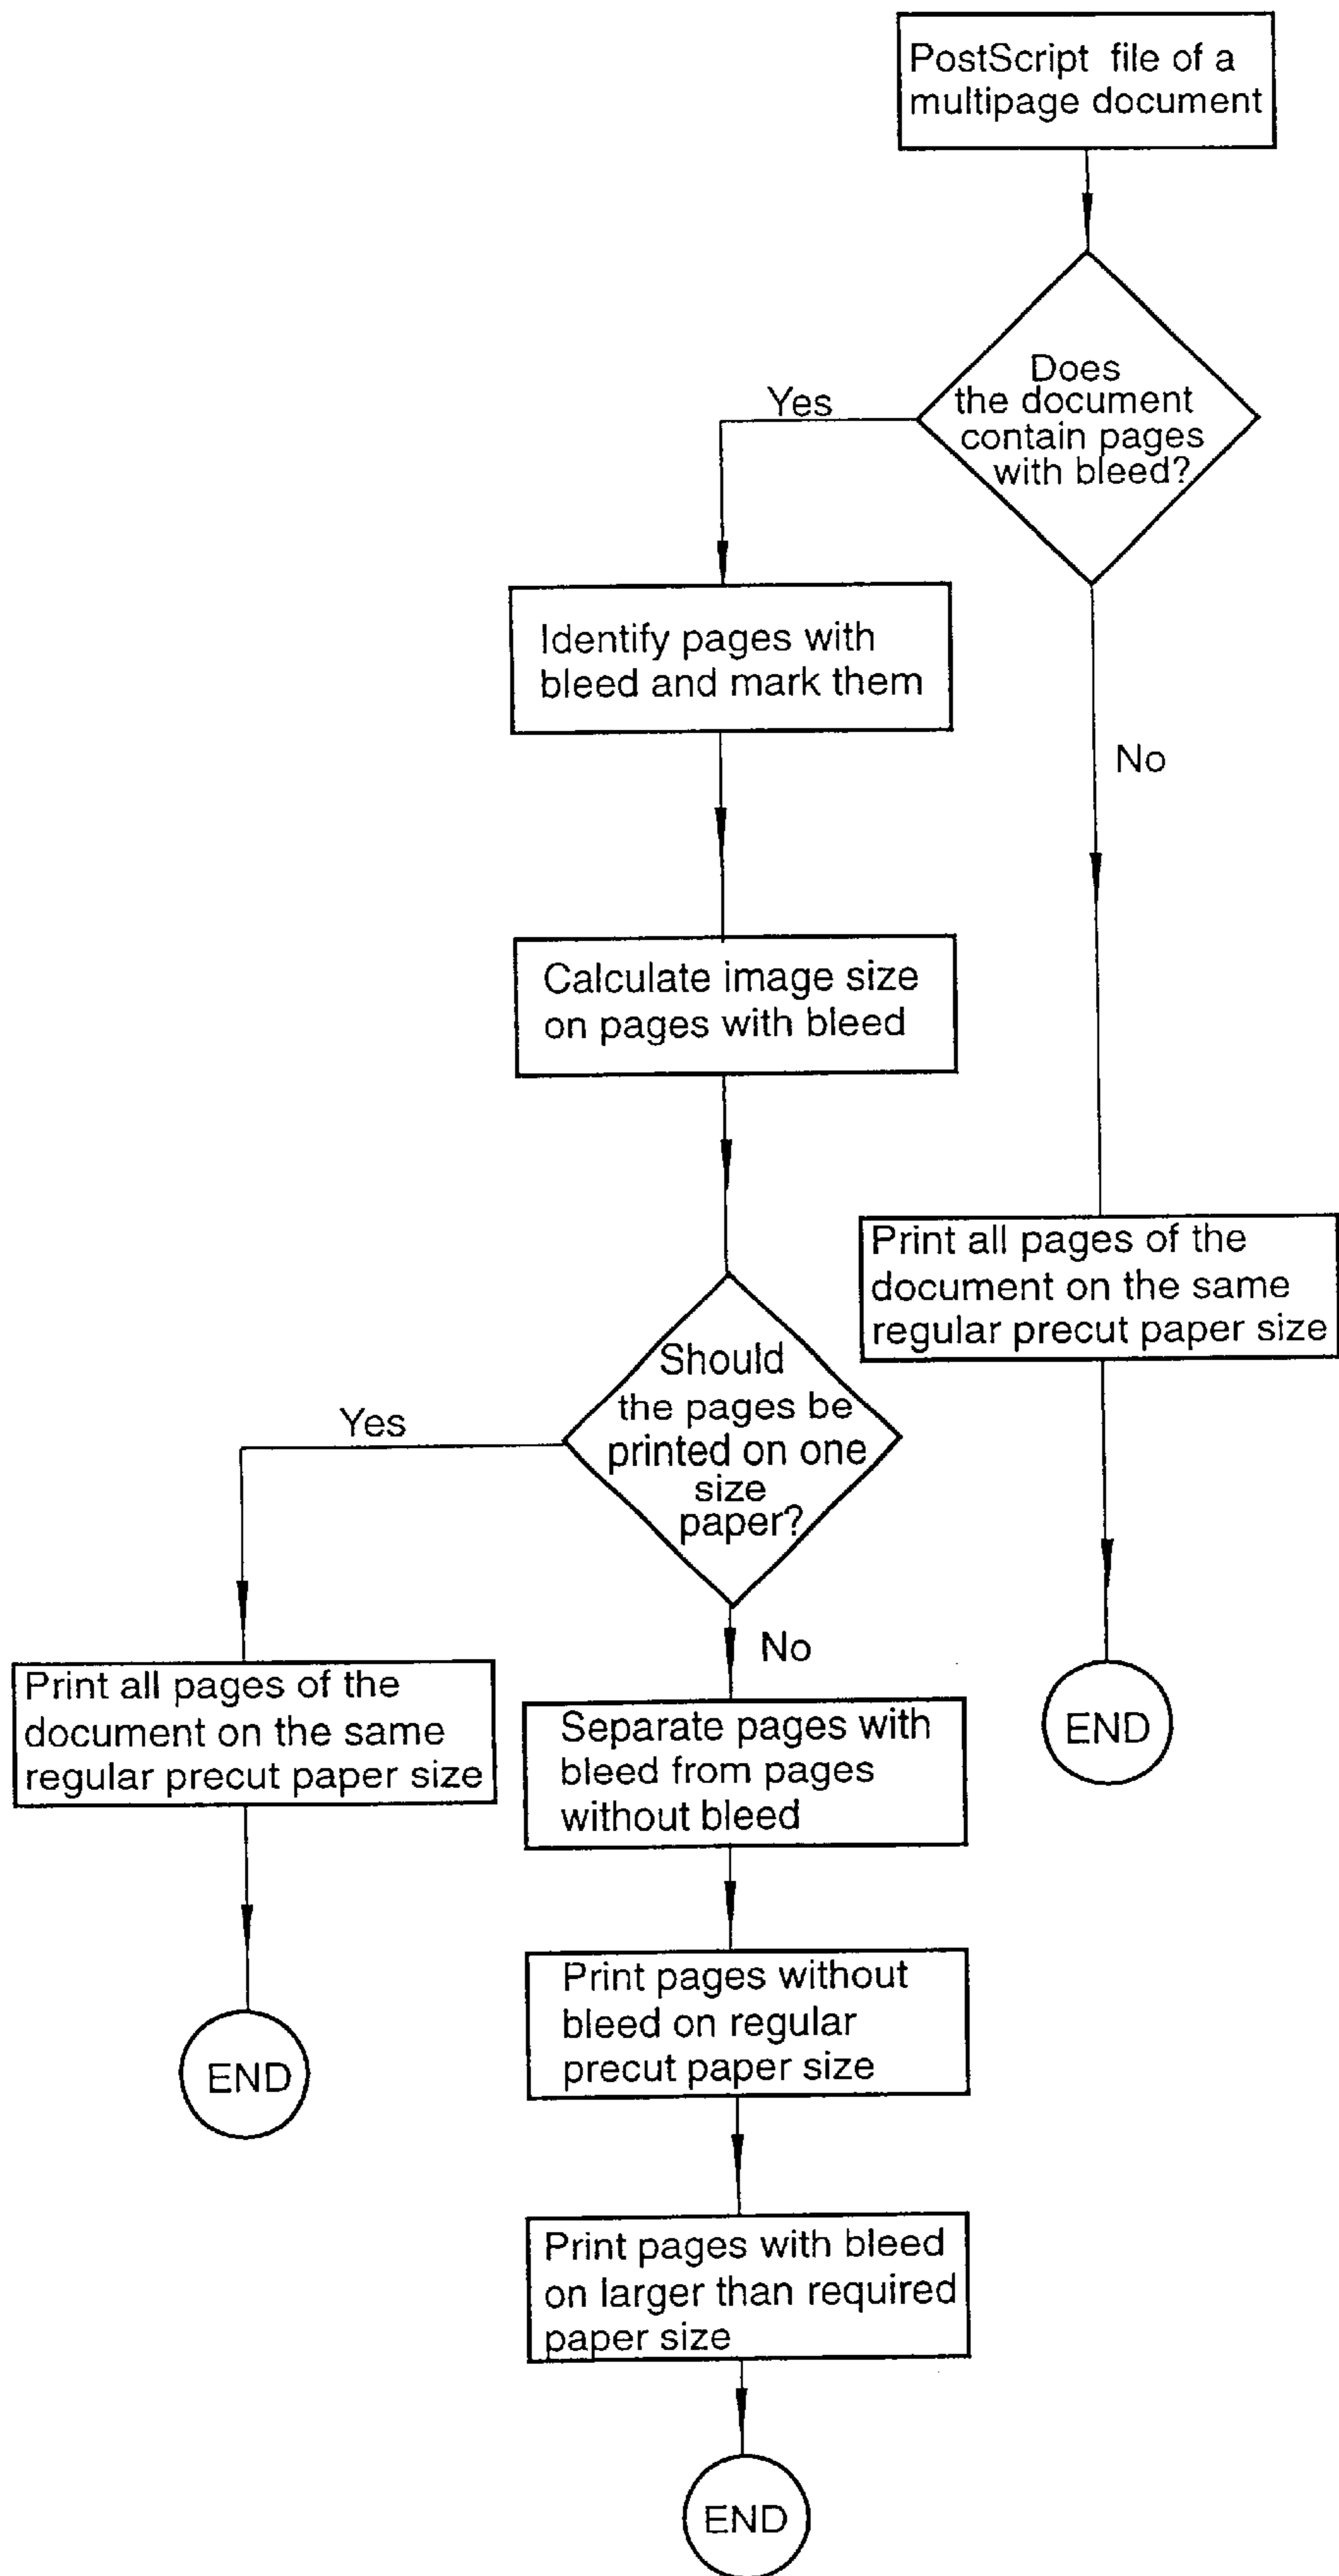 PostScript file of a
multipage document
Does
the document
contain pages
with bleed?
Yes
No
Identify pages with
bleed and mark them
Calculate image size
on pages with bleed
Print all pages of the
document on the same
regular precut paper size
END
Should
the pages be
printed on one
size
paper?
Yes
No
Print all pages of the
document on the same
regular precut paper size
END
Separate pages with
bleed from pages
without bleed
Print pages without
bleed on regular
precut paper size
Print pages with bleed
on larger than required
paper size
END